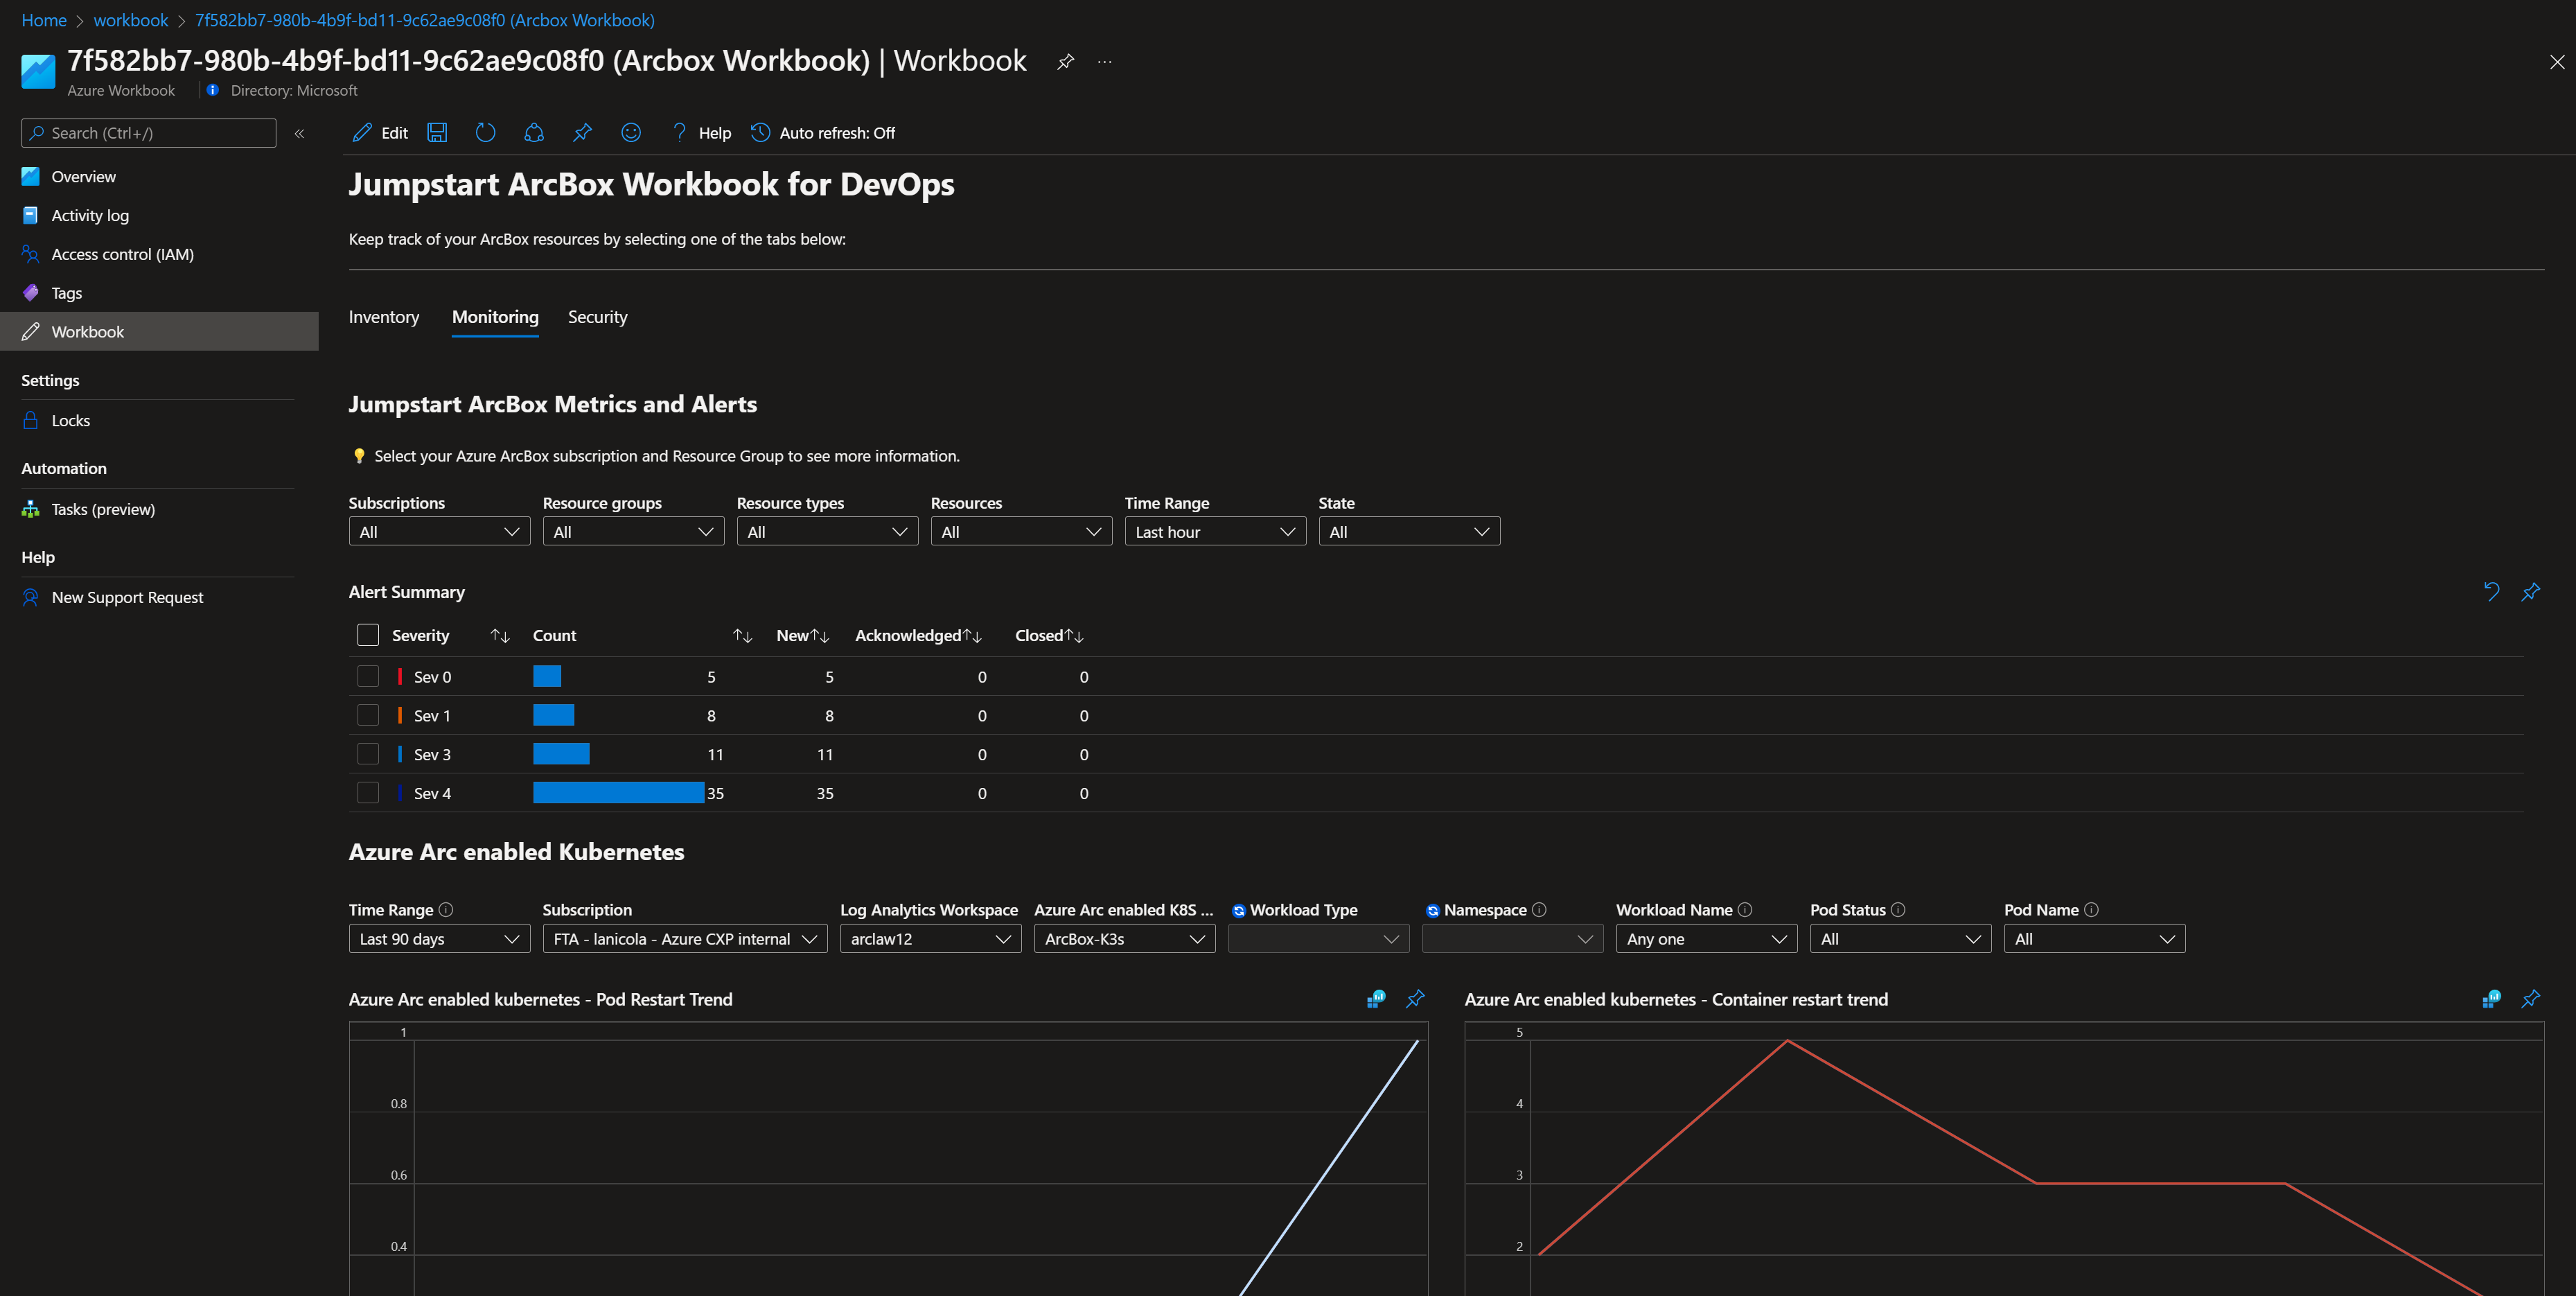 Home > workbook > 7f582bb7-980b-4b9f-bd11-9c62ae9c08f0 (Arcbox Workbook)
7f582bb7-980b-4b9f-bd11-9c62ae9c08f0 (Arcbox Workbook) | Workbook ...
Azure Workbook Directory: Microsoft
Search (Ctrl+/) «
Edit Help Auto refresh: Off
Overview
Activity log
Access control (IAM)
Tags
Workbook
Settings
Locks
Automation
Tasks (preview)
Help
New Support Request
Jumpstart ArcBox Workbook for DevOps
Keep track of your ArcBox resources by selecting one of the tabs below:
Inventory Monitoring Security
Jumpstart ArcBox Metrics and Alerts
💡 Select your Azure ArcBox subscription and Resource Group to see more information.
Subscriptions Resource groups Resource types Resources Time Range State
All All All All Last hour All
Alert Summary
Severity ↑↓ Count ↑↓ New↑↓ Acknowledged↑↓ Closed↑↓
Sev 0 5 5 0 0
Sev 1 8 8 0 0
Sev 3 11 11 0 0
Sev 4 35 35 0 0
Azure Arc enabled Kubernetes
Time Range Subscription Log Analytics Workspace Azure Arc enabled K8S ... Workload Type Namespace Workload Name Pod Status Pod Name
Last 90 days FTA - lanicola - Azure CXP internal arclaw12 ArcBox-K3s Any one All All
Azure Arc enabled kubernetes - Pod Restart Trend
1
0.8
0.6
0.4
Azure Arc enabled kubernetes - Container restart trend
5
4
3
2